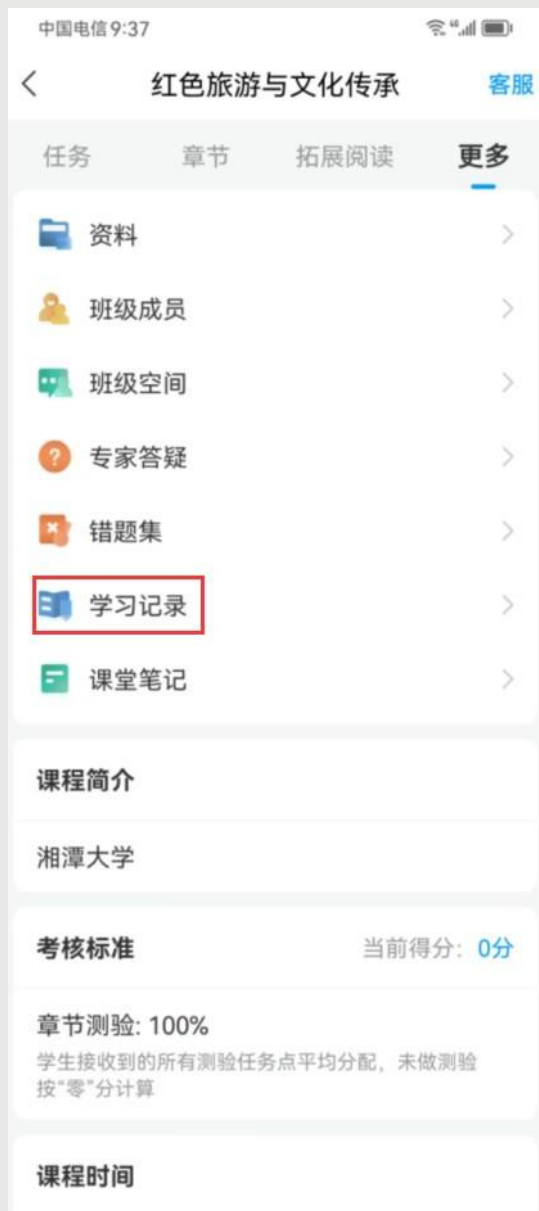 中国电信9:37
红色旅游与文化传承 客服
任务 章节 拓展阅读 更多
资料
班级成员
班级空间
专家答疑
错题集
学习记录
课堂笔记
课程简介
湘潭大学
考核标准 当前得分: 0分
章节测验: 100%
学生接收到的所有测验任务点平均分配，未做测验
按“零”分计算
课程时间